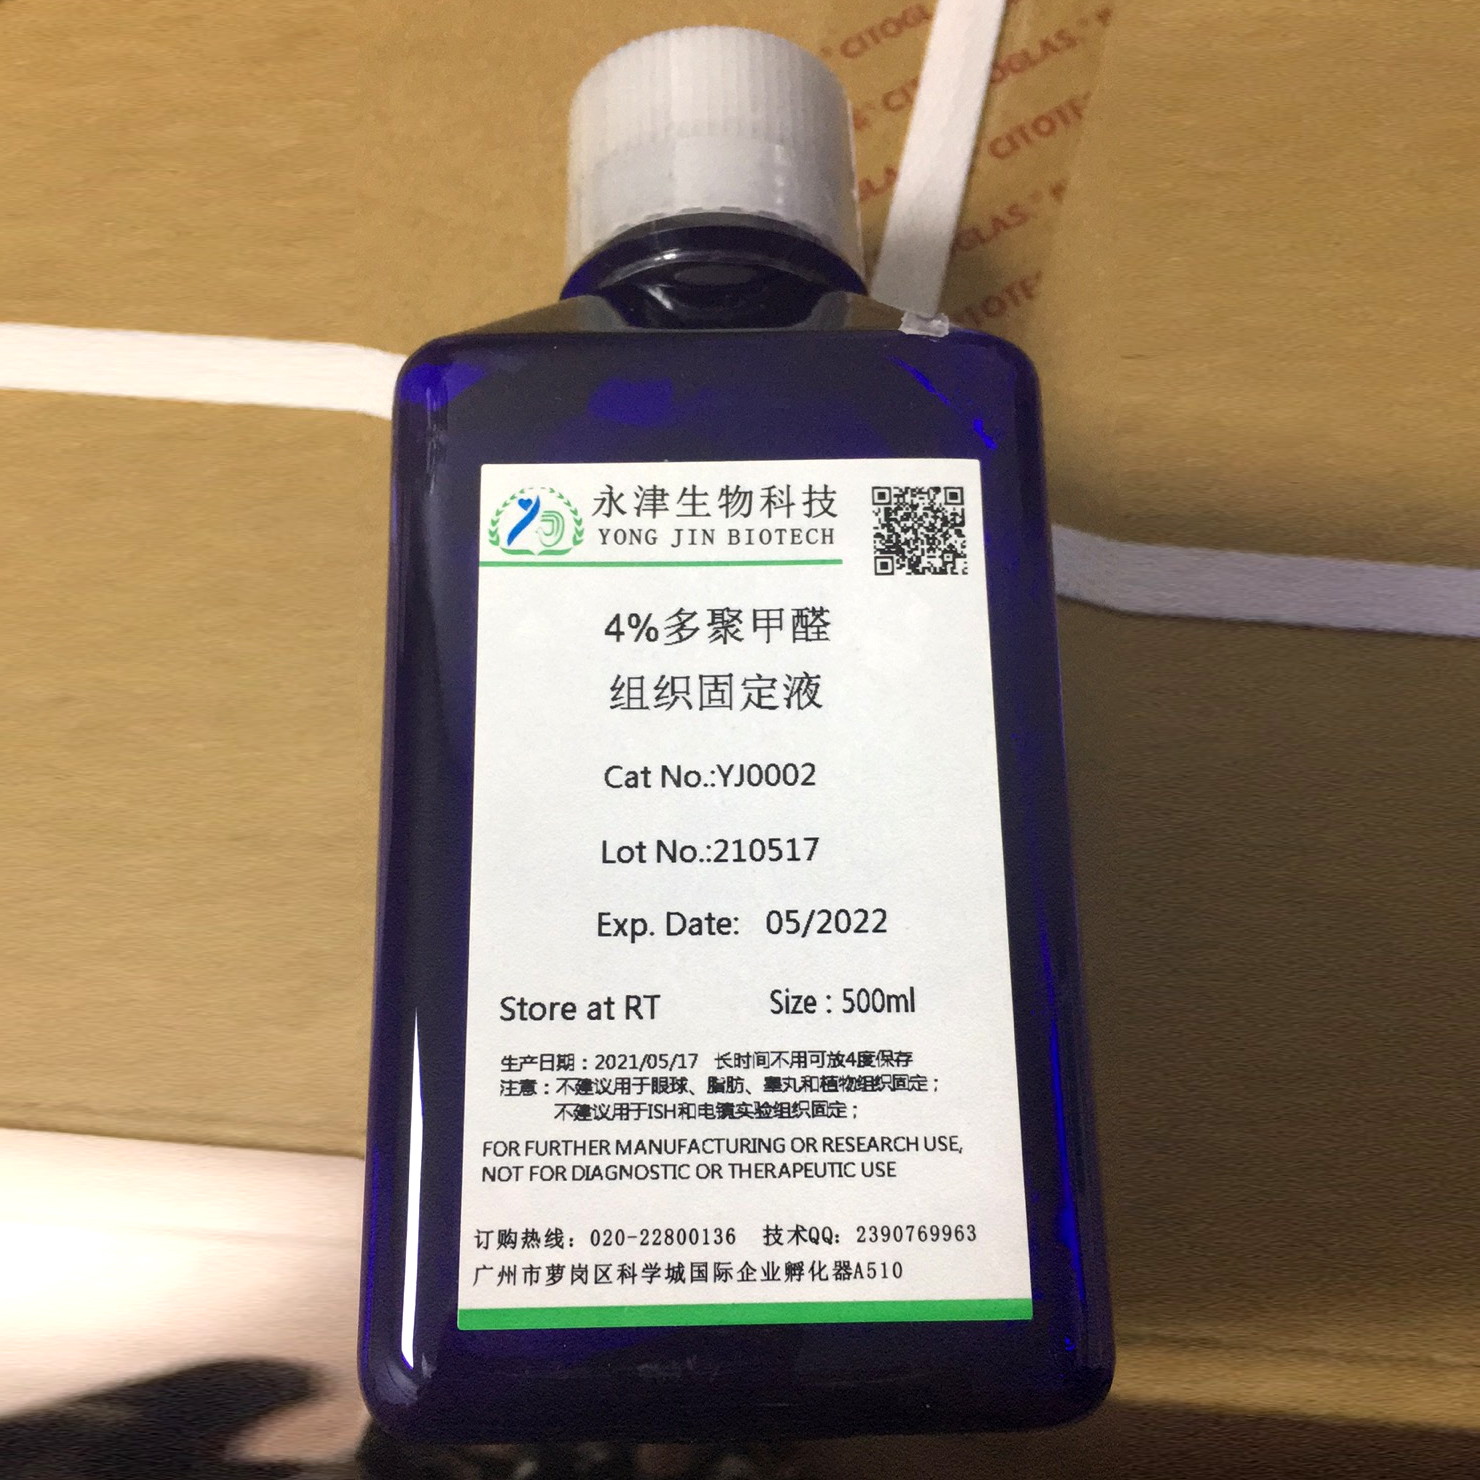 CITOGLAS
CITOGLAS®
CITOTE
GLAS®
CITOTE
永津生物科技
YONG JIN BIOTECH
4%多聚甲醛
组织固定液
Cat No.:YJ0002
Lot No.:210517
Exp. Date: 05/2022
Store at RT Size : 500ml
生产日期：2021/05/17 长时间不用可放4度保存
注意：不建议用于眼球、脂肪、睾丸和植物组织固定；
不建议用于ISH和电镜实验组织固定；
FOR FURTHER MANUFACTURING OR RESEARCH USE,
NOT FOR DIAGNOSTIC OR THERAPEUTIC USE
订购热线：020-22800136 技术QQ：2390769963
广州市萝岗区科学城国际企业孵化器A510